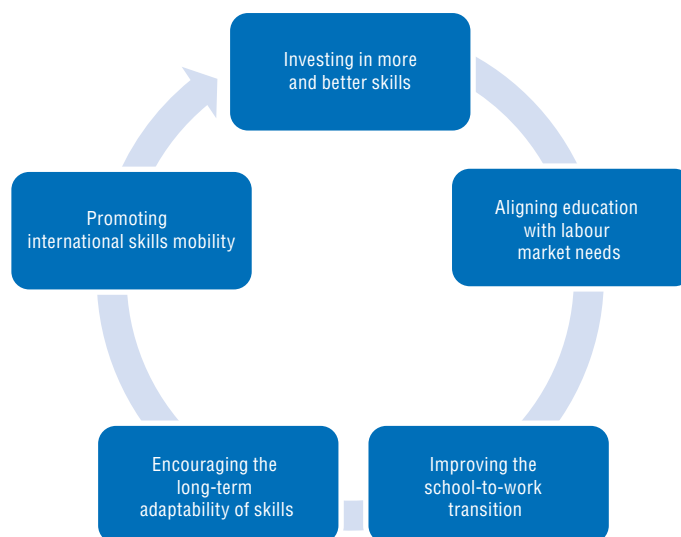 Investing in more
and better skills
Aligning education
with labour
market needs
Improving the
school-to-work
transition
Encouraging the
long-term
adaptability of skills
Promoting
international skills mobility